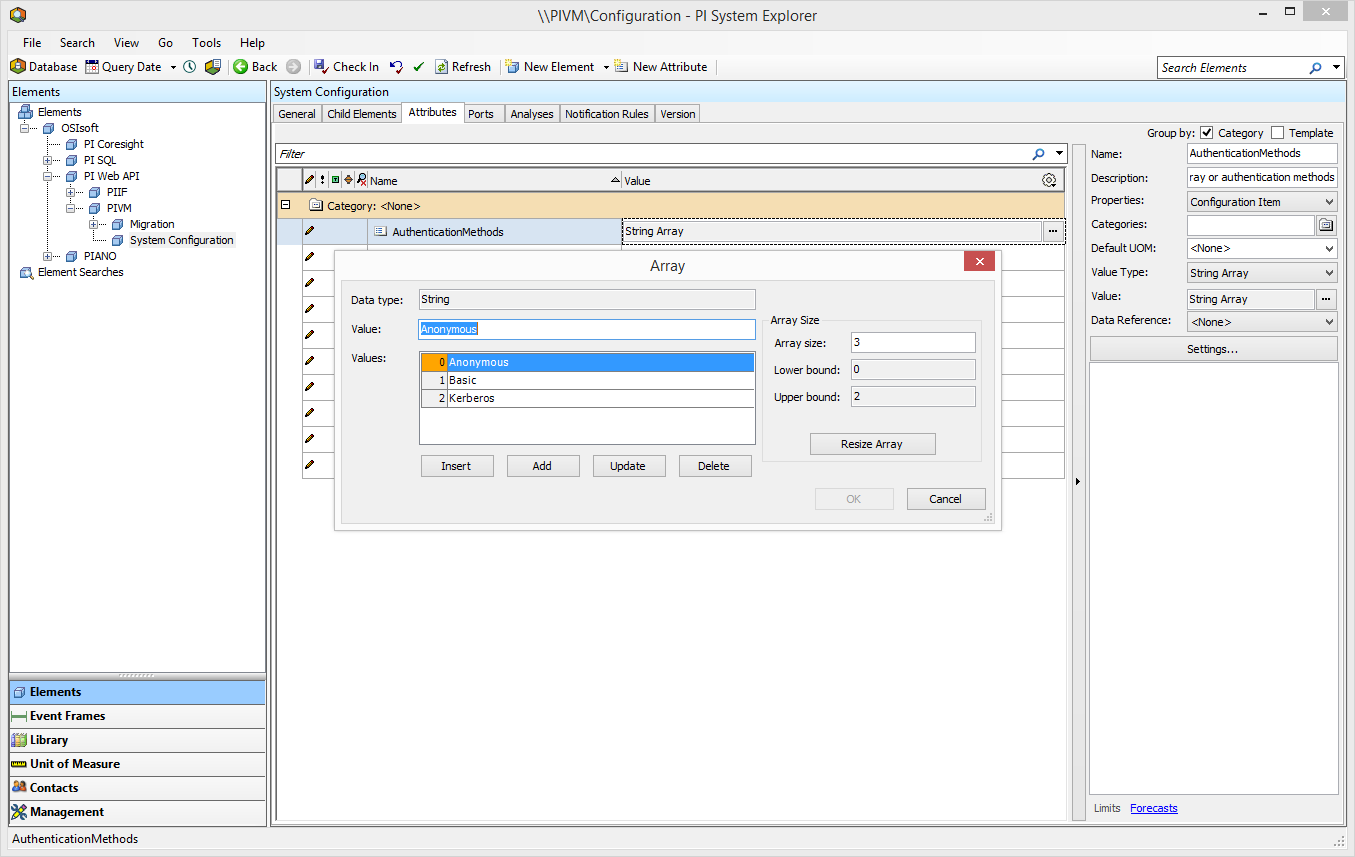 \\PIVM\Configuration - PI System Explorer
File Search View Go Tools Help
Database Query Date Back Check In Refresh New Element New Attribute
Search Elements
Elements
Elements
OSIsoft
PI Coresight
PI SQL
PI Web API
PIIF
PIVM
Migration
System Configuration
PIANO
Element Searches
Elements
Event Frames
Library
Unit of Measure
Contacts
Management
System Configuration
General Child Elements Attributes Ports Analyses Notification Rules Version
Group by: Category Template
Filter
Name Value
Category: <None>
AuthenticationMethods String Array ...
Array
Data type: String
Value: Anonymous
Values:
0 Anonymous
1 Basic
2 Kerberos
Insert Add Update Delete
Array Size
Array size: 3
Lower bound: 0
Upper bound: 2
Resize Array
OK Cancel
Name: AuthenticationMethods
Description: ray or authentication methods
Properties: Configuration Item
Categories:
Default UOM: <None>
Value Type: String Array
Value: String Array ...
Data Reference: <None>
Settings...
Limits Forecasts
AuthenticationMethods